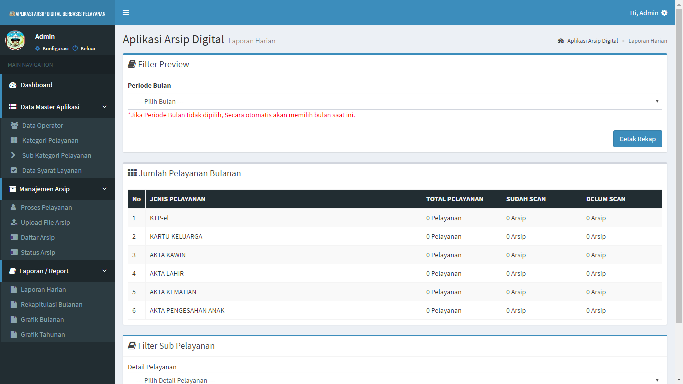 APLIKASI ARSIP DIGITAL BERBASIS PELAYANAN
Hi, Admin
Admin
Konfigurasi
Keluar
MAIN NAVIGATION
Dashboard
Data Master Aplikasi
Data Operator
Kategori Pelayanan
Sub Kategori Pelayanan
Data Syarat Layanan
Manajemen Arsip
Proses Pelayanan
Upload File Arsip
Daftar Arsip
Status Arsip
Laporan / Report
Laporan Harian
Rekapitulasi Bulanan
Grafik Bulanan
Grafik Tahunan
Aplikasi Arsip Digital Laporan Harian
Aplikasi Arsip Digital > Laporan Harian
Filter Preview
Periode Bulan
Pilih Bulan
*Jika Periode Bulan tidak dipilih, Secara otomatis akan memilih bulan saat ini.
Cetak Rekap
Jumlah Pelayanan Bulanan
No JENIS PELAYANAN TOTAL PELAYANAN SUDAH SCAN BELUM SCAN
1 KTP-el 0 Pelayanan 0 Arsip 0 Arsip
2 KARTU KELUARGA 0 Pelayanan 0 Arsip 0 Arsip
3 AKTA KAWIN 0 Pelayanan 0 Arsip 0 Arsip
4 AKTA LAHIR 0 Pelayanan 0 Arsip 0 Arsip
5 AKTA KEMATIAN 0 Pelayanan 0 Arsip 0 Arsip
6 AKTA PENGESAHAN ANAK 0 Pelayanan 0 Arsip 0 Arsip
Filter Sub Pelayanan
Detail Pelayanan
Pilih Detail Pelayanan